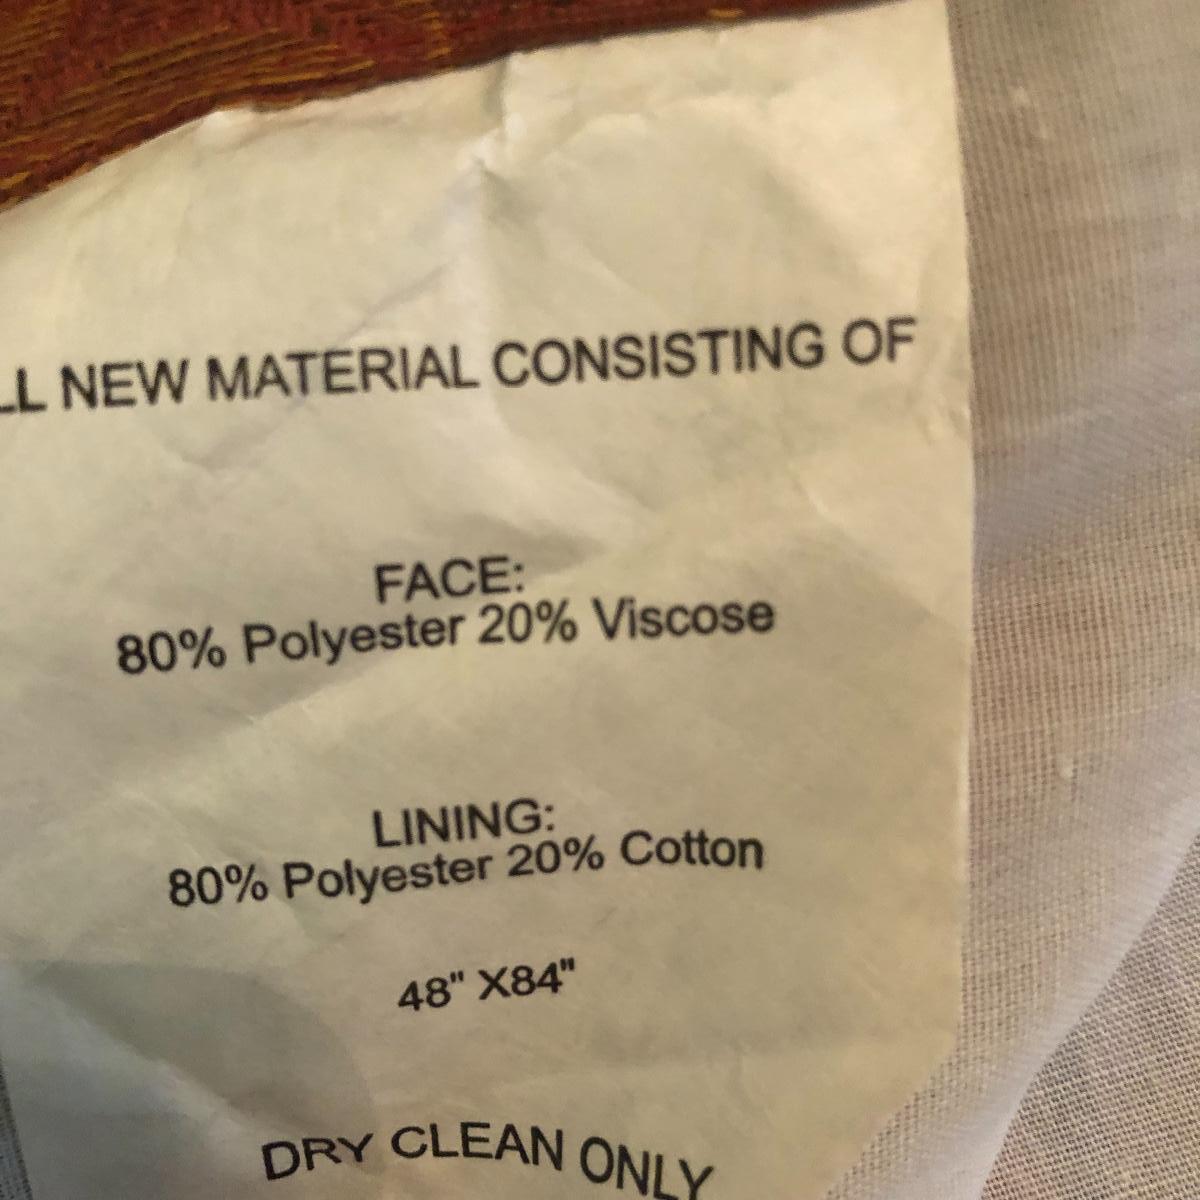 LL NEW MATERIAL CONSISTING OF
FACE:
80% Polyester 20% Viscose
LINING:
80% Polyester 20% Cotton
48" X84"
DRY CLEAN ONLY